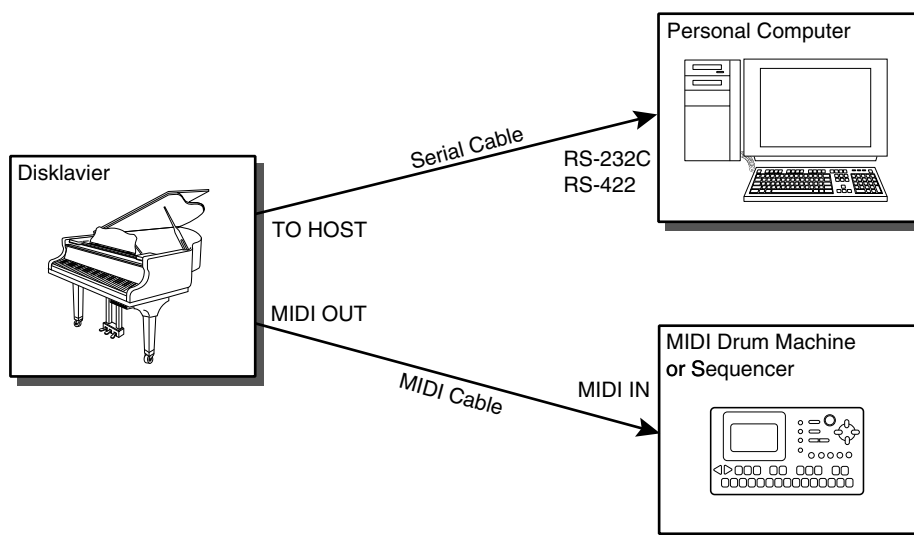 Personal Computer
Serial Cable
RS-232C
RS-422
Disklavier
TO HOST
MIDI OUT
MIDI Cable
MIDI IN
MIDI Drum Machine
or Sequencer